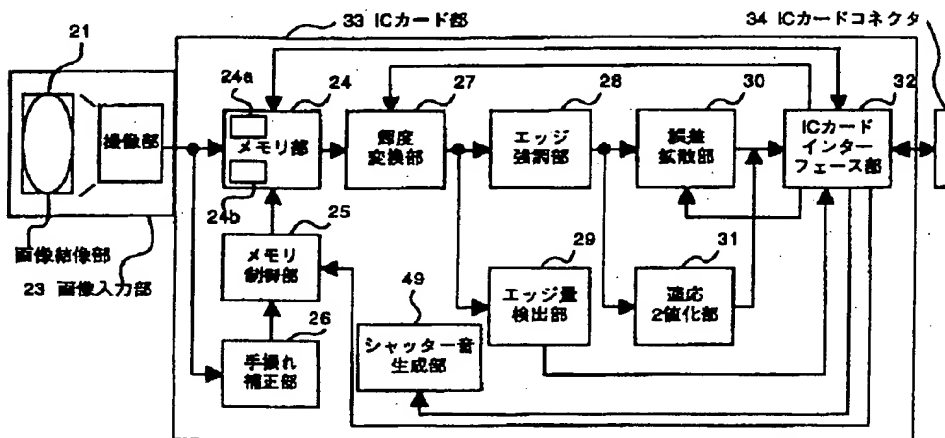 33 ICカード部
34 ICカードコネクタ
21
24a
24
27
28
30
32
撮像部
メモリ部
輝度
変換部
エッジ
強調部
誤差
拡散部
ICカード
インター
フェース部
24b
25
29
31
画像結像部
メモリ
制御部
エッジ量
検出部
適応
2値化部
23 画像入力部
26
49
手振れ
補正部
シャッター音
生成部